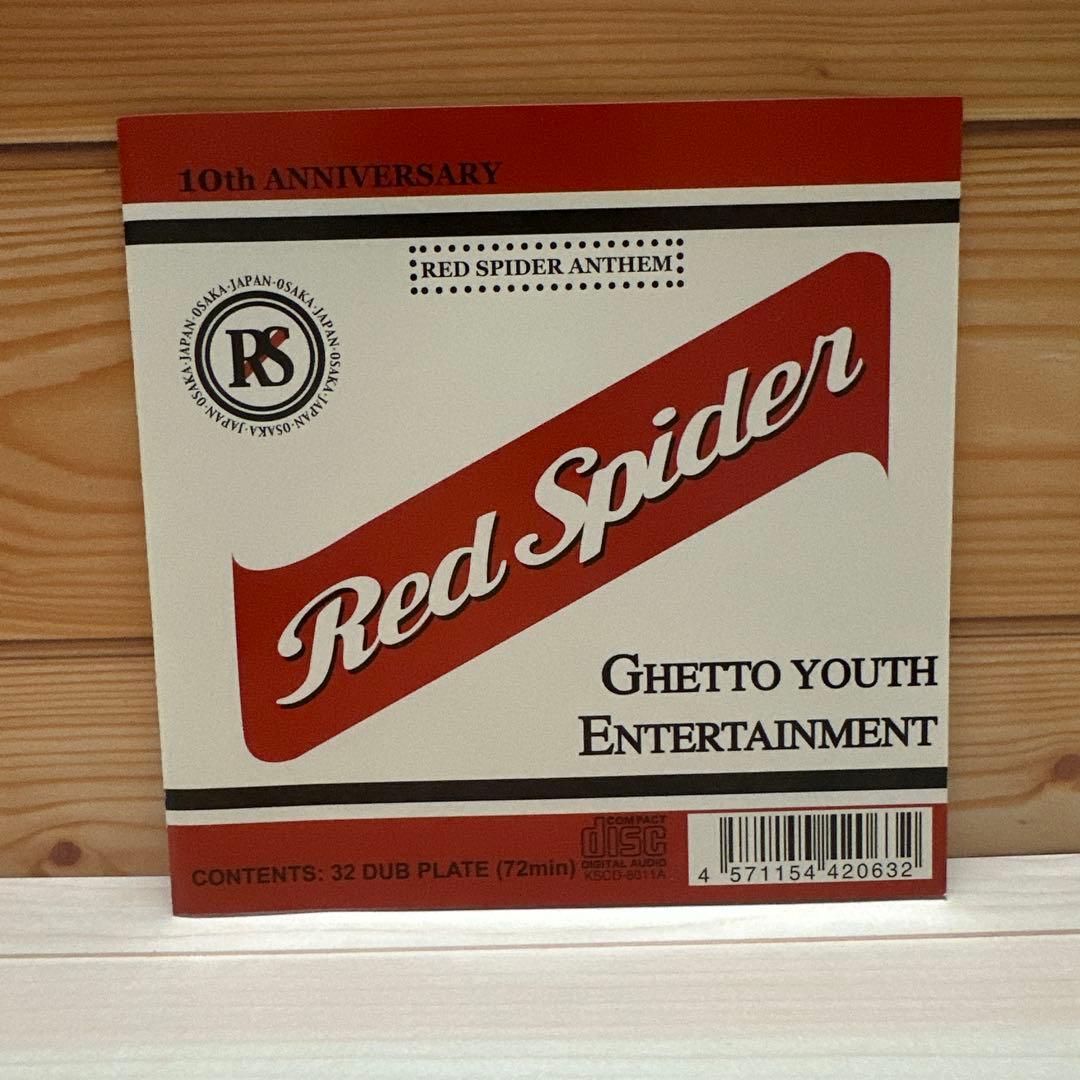 10th ANNIVERSARY
RED SPIDER ANTHEM
OSAKA·JAPAN·OSAKA·JAPAN·OSAKA·JAPAN·OSAKA·JAPAN·OSAKA·JAPAN·
RS
Red Spider
GHETTO YOUTH
ENTERTAINMENT
CONTENTS: 32 DUB PLATE (72min)
COMPACT
disc
DIGITAL AUDIO
KSCD-6011A
4 571154 420632